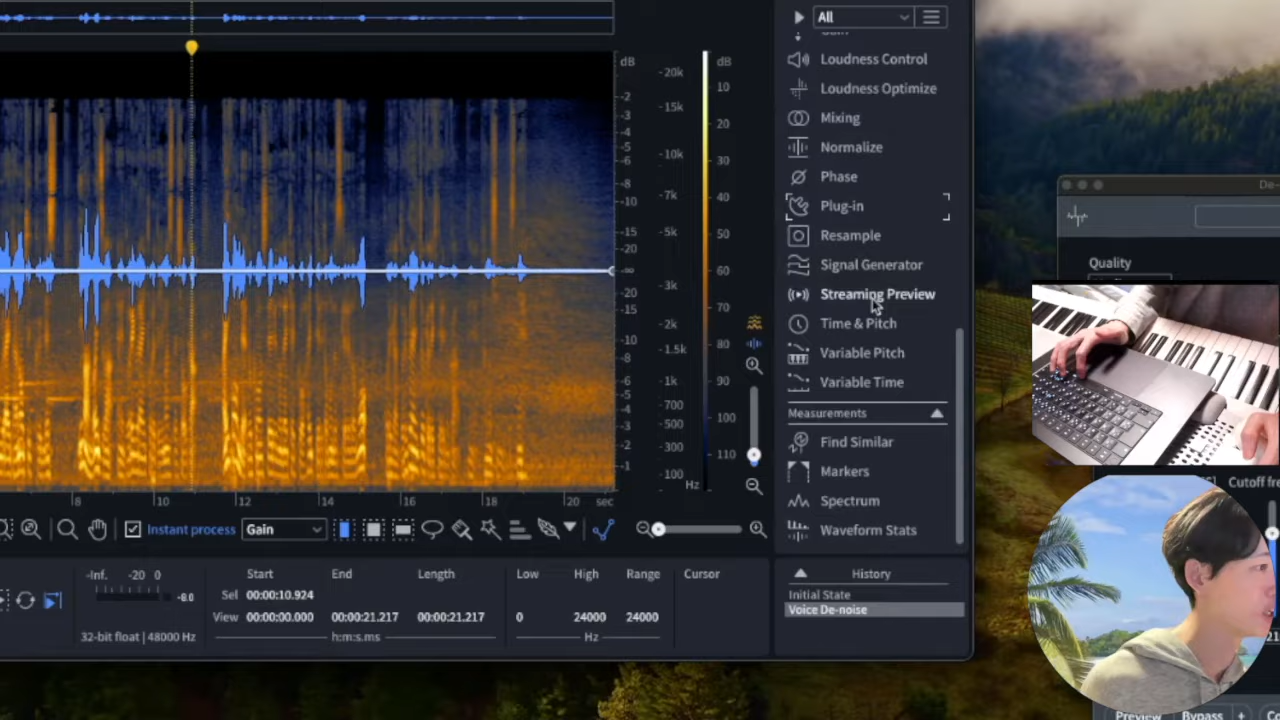 All
Loudness Control
Loudness Optimize
Mixing
Normalize
Phase
Plug-in
Resample
Signal Generator
Streaming Preview
Time & Pitch
Variable Pitch
Variable Time
Measurements
Find Similar
Markers
Spectrum
Waveform Stats
dB
-2
-3
-4
-5
-6
-8
-10
-15
-20
-∞
-20
-15
-10
-8
-6
-5
-4
-3
-2
-1
-20k
-15k
-10k
-7k
-5k
-3k
-2k
-1.5k
-1k
-700
-500
-300
-100
Hz
dB
10
20
30
40
50
60
70
80
90
100
110
8
10
12
14
16
18
20
sec
Instant process
Gain
-Inf.
-20
0
-8.0
32-bit float | 48000 Hz
Start
End
Length
Low
High
Range
Cursor
Sel
00:00:10.924
View
00:00:00.000
00:00:21.217
00:00:21.217
0
24000
24000
h:m:s.ms
Hz
History
Initial State
Voice De-noise
De-
Quality
Cutoff fre
Preview
Bypass
+